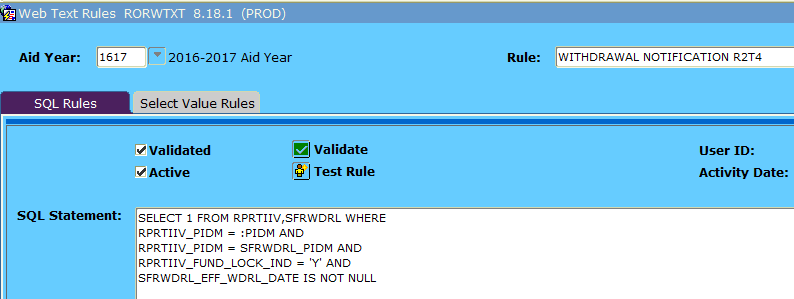 Web Text Rules RORWTXT 8.18.1 (PROD)
Aid Year: 1617 2016-2017 Aid Year Rule: WITHDRAWAL NOTIFICATION R2T4
SQL Rules Select Value Rules
Validated Validate User ID:
Active Test Rule Activity Date:
SQL Statement: SELECT 1 FROM RPRTIIV,SFRWDRL WHERE
RPRTIIV_PIDM = :PIDM AND
RPRTIIV_PIDM = SFRWDRL_PIDM AND
RPRTIIV_FUND_LOCK_IND = 'Y' AND
SFRWDRL_EFF_WDRL_DATE IS NOT NULL